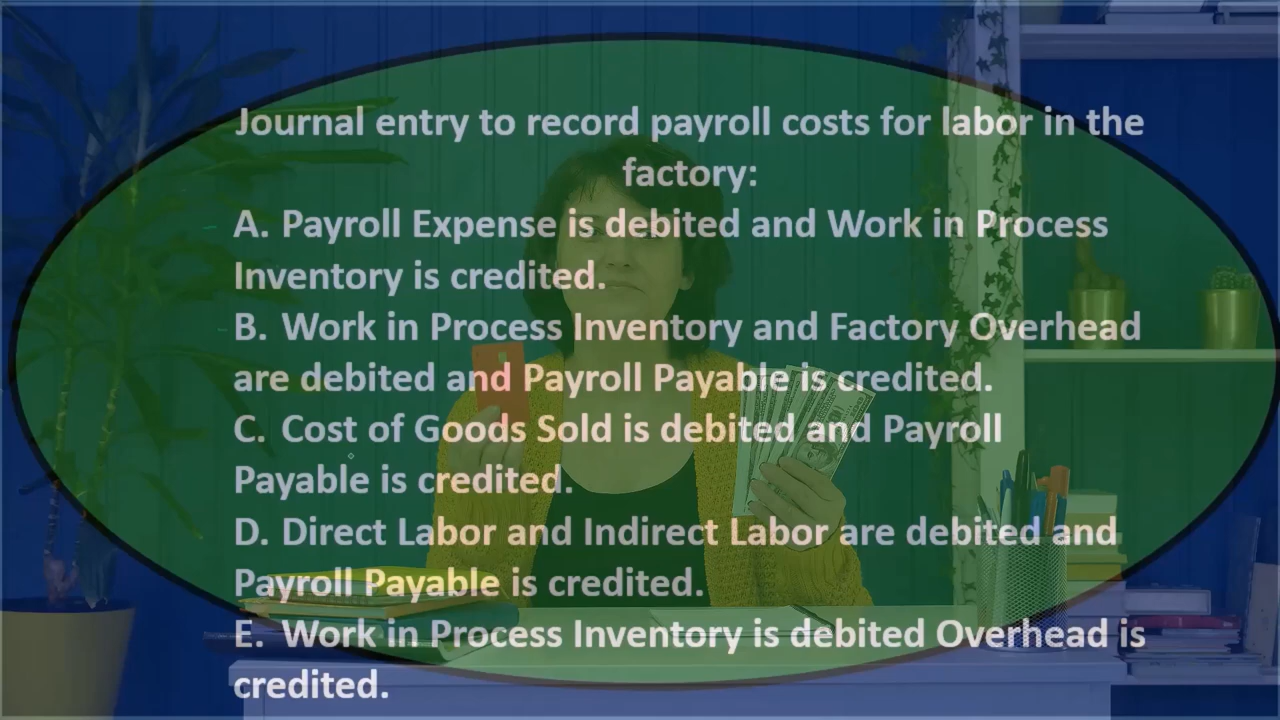 Journal entry to record payroll costs for labor in the
factory:
A. Payroll Expense is debited and Work in Process
Inventory is credited.
B. Work in Process Inventory and Factory Overhead
are debited and Payroll Payable is credited.
C. Cost of Goods Sold is debited and Payroll
Payable is credited.
D. Direct Labor and Indirect Labor are debited and
Payroll Payable is credited.
E. Work in Process Inventory is debited Overhead is
credited.